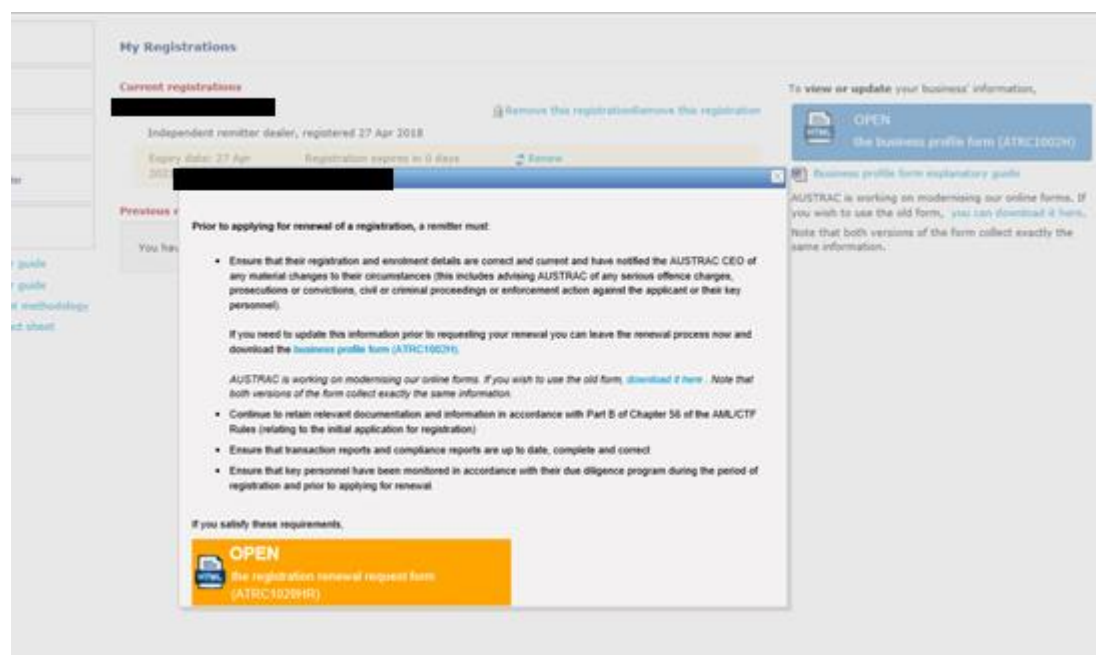 My Registrations
Current registrations
Remove this registrationRemove this registration
Independent remitter dealer, registered 27 Apr 2018
Expiry date: 27 Apr
Registration expires in 0 days
Renew
Previous
You hav
guide
guide
methodology
sheet
To view or update your business' information,
OPEN
the business profile form (ATRC1002H)
HTML
Business profile form explanatory guide
AUSTRAC is working on modernising our online forms. If
you wish to use the old form, you can download it here.
Note that both versions of the form collect exactly the
same information.
Prior to applying for renewal of a registration, a remitter must:
• Ensure that their registration and enrolment details are correct and current and have notified the AUSTRAC CEO of
any material changes to their circumstances (this includes advising AUSTRAC of any serious offence charges,
prosecutions or convictions, civil or criminal proceedings or enforcement action against the applicant or their key
personnel).
If you need to update this information prior to requesting your renewal you can leave the renewal process now and
download the business profile form (ATRC1002H).
AUSTRAC is working on modernising our online forms. If you wish to use the old form, download it here . Note that
both versions of the form collect exactly the same information.
• Continue to retain relevant documentation and information in accordance with Part B of Chapter 56 of the AML/CTF
Rules (relating to the initial application for registration)
• Ensure that transaction reports and compliance reports are up to date, complete and correct
• Ensure that key personnel have been monitored in accordance with their due diligence program during the period of
registration and prior to applying for renewal
If you satisfy these requirements,
OPEN
HTML
the registration renewal request form
(ATRC1020HR)